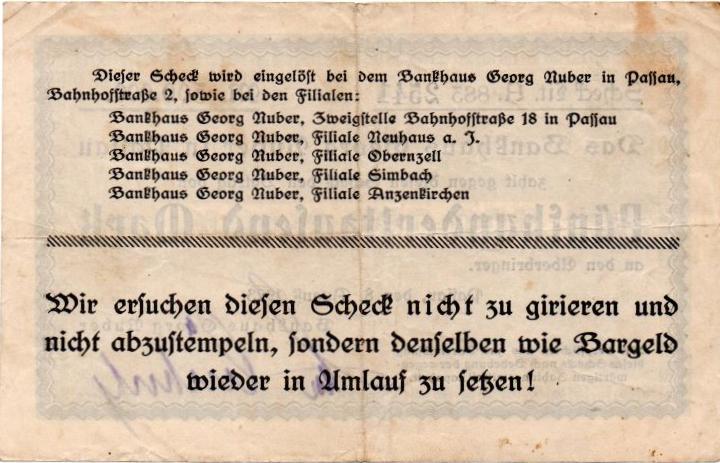 Dieser Scheck wird eingelöst bei dem Bankhaus Georg Nuber in Passau,
Bahnhofstraße 2, sowie bei den Filialen:
Bankhaus Georg Nuber, Zweigstelle Bahnhofstraße 18 in Passau
Bankhaus Georg Nuber, Filiale Neuhaus a. J.
Bankhaus Georg Nuber, Filiale Obernzell
Bankhaus Georg Nuber, Filiale Simbach
Bankhaus Georg Nuber, Filiale Anzenkirchen
Wir ersuchen diesen Scheck nicht zu girieren und
nicht abzustempeln, sondern denselben wie Bargeld
wieder in Umlauf zu setzen!